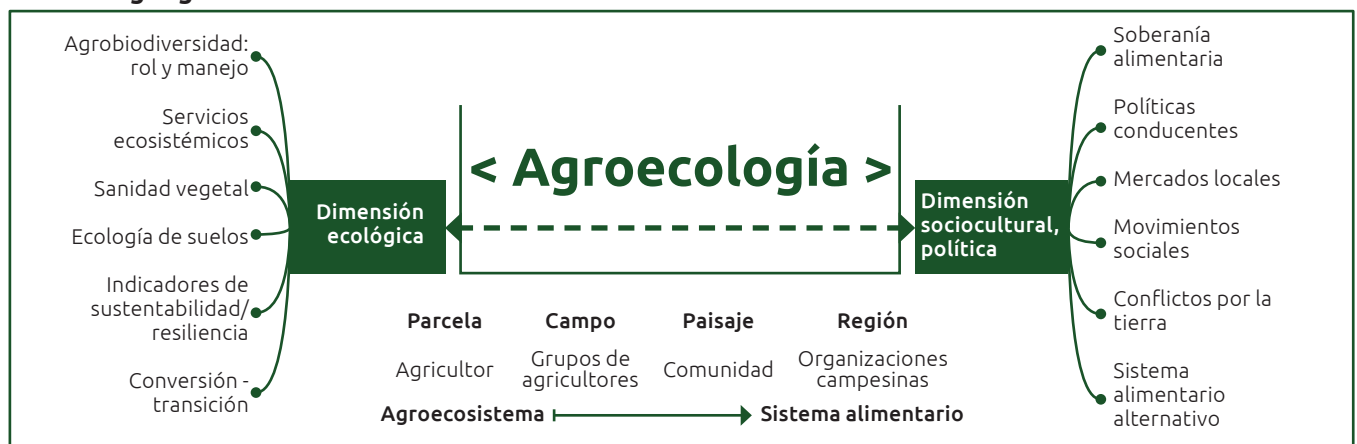 Agrobiodiversidad:
rol y manejo
Servicios
ecosistémicos
Sanidad vegetal
Ecología de suelos
Indicadores de
sustentabilidad/
resiliencia
Conversión -
transición
Dimensión
ecológica
< Agroecología >
Dimensión
sociocultural,
política
Soberanía
alimentaria
Políticas
conducentes
Mercados locales
Movimientos
sociales
Conflictos por la
tierra
Sistema
alimentario
alternativo
Parcela Campo Paisaje Región
Agricultor
Grupos de
agricultores
Comunidad
Organizaciones
campesinas
Agroecosistema Sistema alimentario